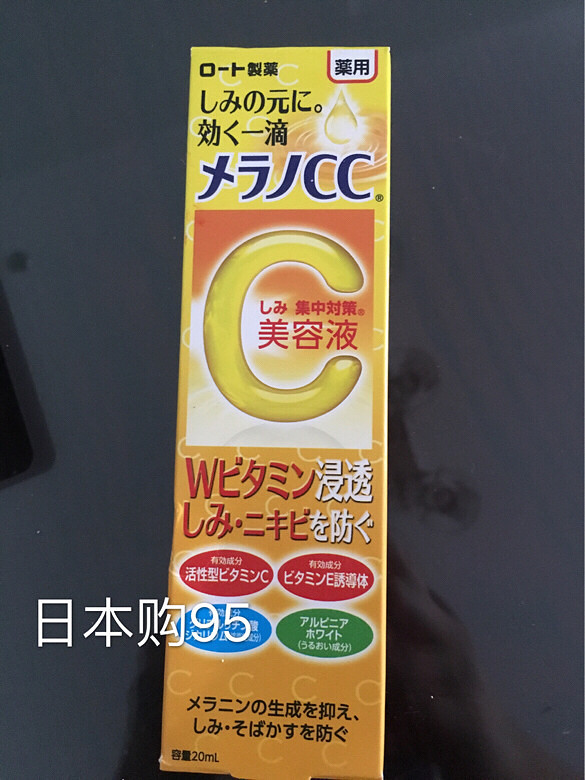 ロート製薬
薬用
しみの元に。
効く一滴
メラノCC®
しみ 集中対策®
美容液
Wビタミン浸透
しみ・ニキビを防ぐ
有効成分
活性型ビタミンC
有効成分
ビタミンE誘導体
成分
日本购95
アルピニア
ホワイト
(うるおい成分)
メラニンの生成を抑え、
しみ・そばかすを防ぐ
容量20mL